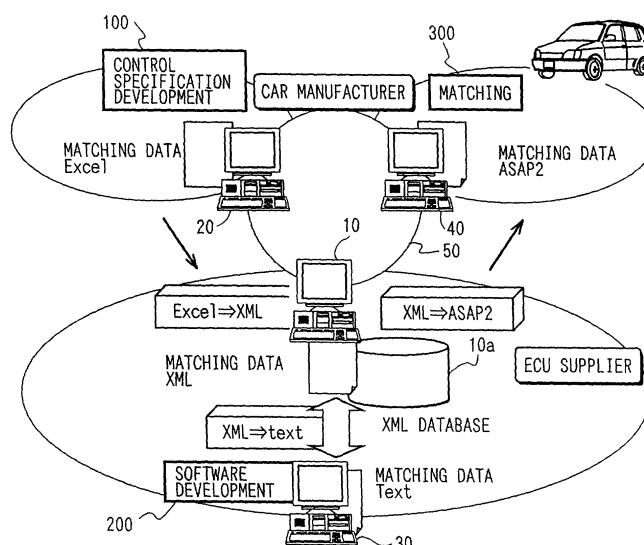 100
CONTROL
SPECIFICATION
DEVELOPMENT
CAR MANUFACTURER
300
MATCHING
MATCHING DATA
Excel
MATCHING DATA
ASAP2
20
40
10
50
Excel⇒XML
XML⇒ASAP2
MATCHING DATA
XML
10a
ECU SUPPLIER
XML⇒text
XML DATABASE
SOFTWARE
DEVELOPMENT
MATCHING DATA
Text
200
30